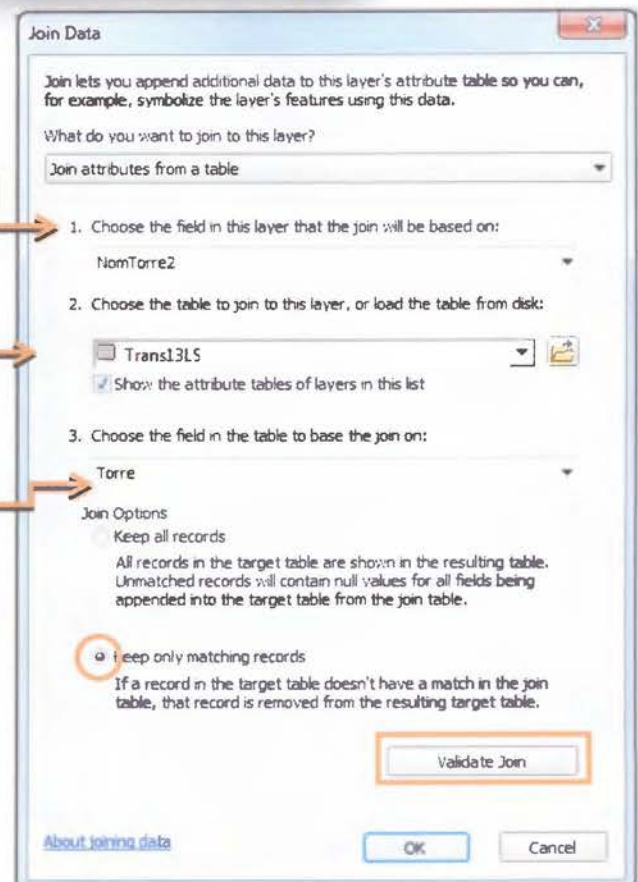 Join Data
Join lets you append additional data to this layer's attribute table so you can,
for example, symbolize the layer's features using this data.
What do you want to join to this layer?
Join attributes from a table
1. Choose the field in this layer that the join will be based on:
NomTorre2
2. Choose the table to join to this layer, or load the table from disk:
Trans13LS
Show the attribute tables of layers in this list
3. Choose the field in the table to base the join on:
Torre
Join Options
Keep all records
All records in the target table are shown in the resulting table.
Unmatched records will contain null values for all fields being
appended into the target table from the join table.
Keep only matching records
If a record in the target table doesn't have a match in the join
table, that record is removed from the resulting target table.
Validate Join
About joining data
OK
Cancel